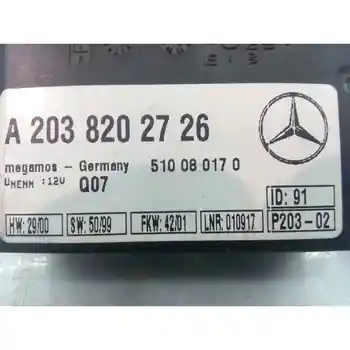 A 203 820 27 26
megamos - Germany 510 08 017 0
UNENN : 12V Q07
ID: 91
HW: 29/00 SW: 50/99 FKW: 42/01 LNR: 010917 P203-02